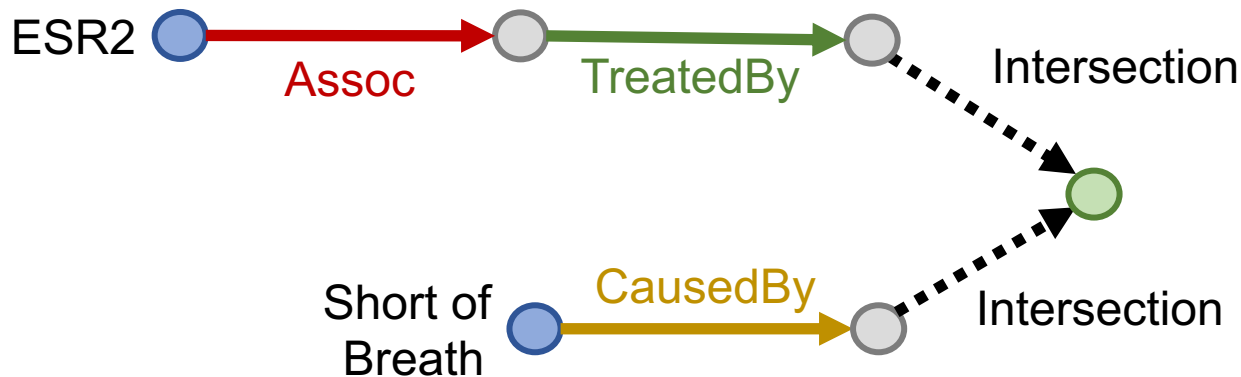 ESR2
Assoc
TreatedBy
Intersection
Short of
Breath
CausedBy
Intersection